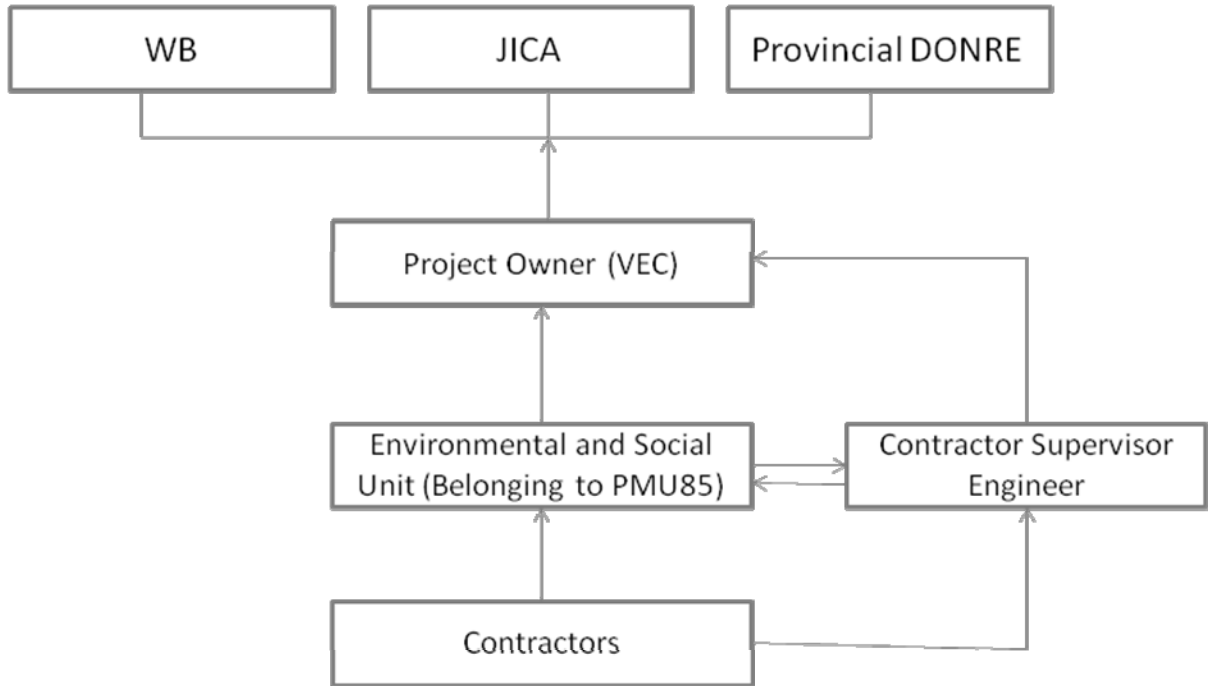 WB
JICA
Provincial DONRE
Project Owner (VEC)
Environmental and Social
Unit (Belonging to PMU85)
Contractor Supervisor
Engineer
Contractors